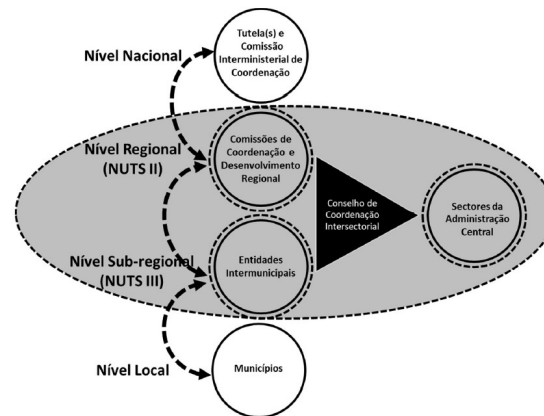 Tutela(s) e
Comissão
Interministerial de
Coordenação
Nível Nacional
Nível Regional
(NUTS II)
Comissões de
Coordenação e
Desenvolvimento
Regional
Conselho de
Coordenação
Intersectorial
Sectores da
Administração
Central
Nível Sub-regional
(NUTS III)
Entidades
Intermunicipais
Nível Local
Municípios